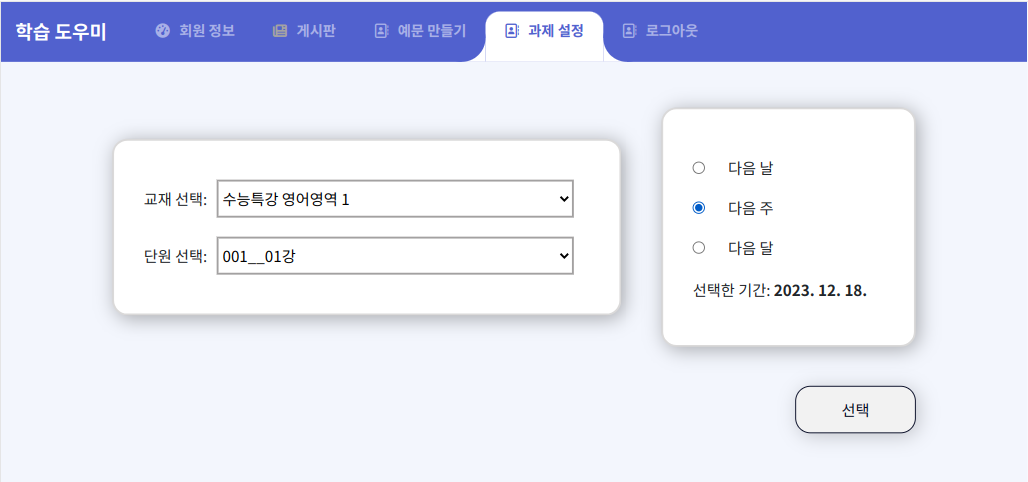 학습 도우미 회원 정보 게시판 예문 만들기 과제 설정 로그아웃
교재 선택: 수능특강 영어영역 1
단원 선택: 001__01강
다음 날
다음 주
다음 달
선택한 기간: 2023. 12. 18.
선택